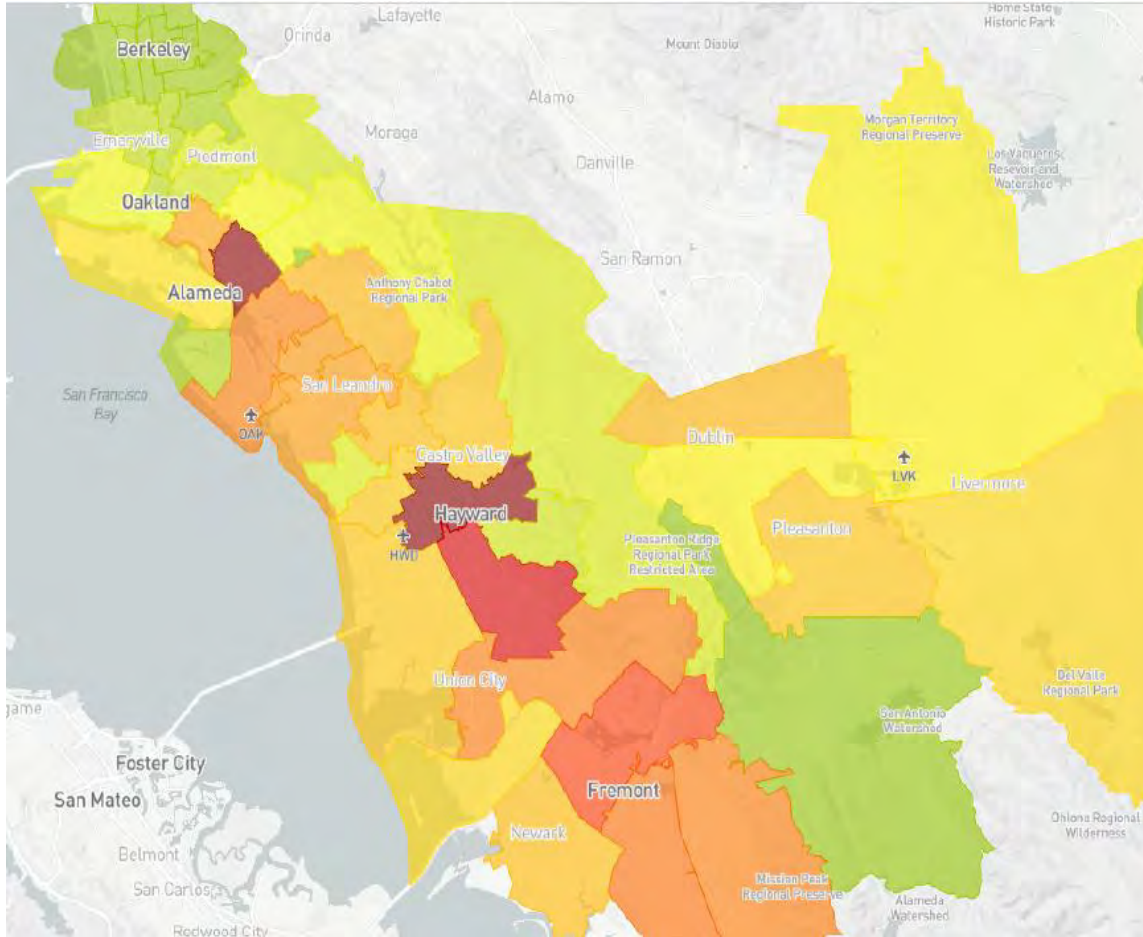 Home State
Historic Park
Lafayette
Orinda
Berkeley
Mount Diablo
Alamo
Morgan Territory
Regional Preserve
Moraga
Emeryville
Piedmont
Danville
Los Vaqueros
Resevoir and
Watershed
Oakland
San Ramon
Anthony Chabot
Regional Park
Alameda
San Francisco
Bay
San Leandro
OAK
Dublin
Castro Valley
LVK
Livermore
Hayward
Pleasanton
HWD
Pleasanton Ridge
Regional Park
Restricted Area
Union City
Del Valle
Regional Park
San Antonio
Watershed
game
Foster City
San Mateo
Fremont
Newark
Ohlone Regional
Wilderness
Belmont
San Carlos
Mission Peak
Regional Preserve
Alameda
Watershed
Redwood City